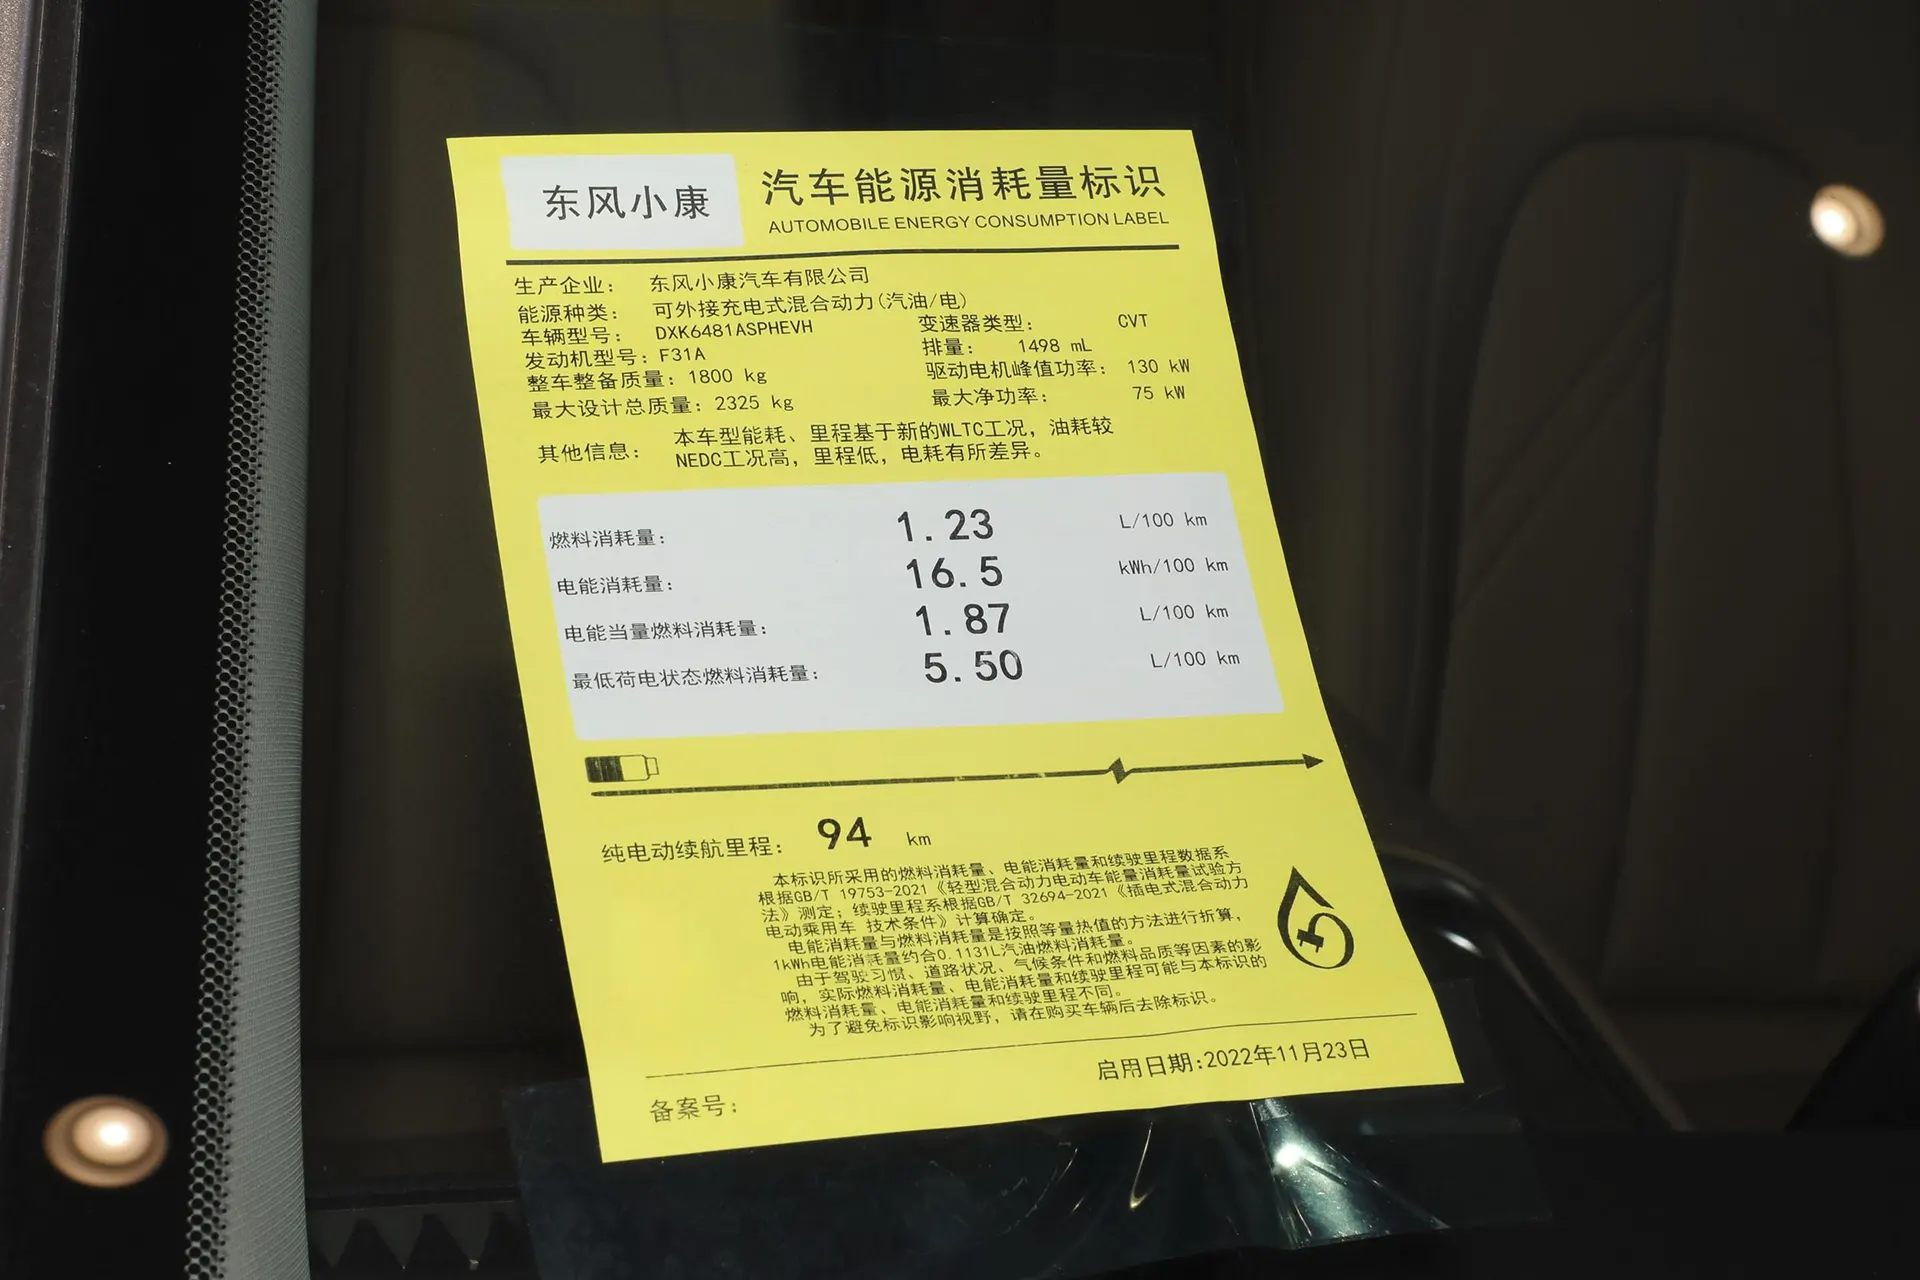 东风小康
汽车能源消耗量标识
AUTOMOBILE ENERGY CONSUMPTION LABEL
生产企业： 东风小康汽车有限公司
能源种类： 可外接充电式混合动力(汽油/电)
车辆型号： DXK6481ASPHEVH 变速器类型： CVT
发动机型号：F31A 排量： 1498 mL
整车整备质量：1800 kg 驱动电机峰值功率： 130 kW
最大设计总质量：2325 kg 最大净功率： 75 kW
其他信息： 本车型能耗、里程基于新的WLTC工况，油耗较
NEDC工况高，里程低，电耗有所差异。
燃料消耗量： 1.23 L/100 km
电能消耗量： 16.5 kWh/100 km
电能当量燃料消耗量： 1.87 L/100 km
最低荷电状态燃料消耗量： 5.50 L/100 km
纯电动续航里程： 94 km
本标识所采用的燃料消耗量、电能消耗量和续驶里程数据系
根据GB/T 19753-2021《轻型混合动力电动车能量消耗量试验方
法》测定；续驶里程系根据GB/T 32694-2021《插电式混合动力
电动乘用车 技术条件》计算确定。
电能消耗量与燃料消耗量是按照等量热值的方法进行折算，
1kWh电能消耗量约合0.1131L汽油燃料消耗量。
由于驾驶习惯、道路状况、气候条件和燃料品质等因素的影
响，实际燃料消耗量、电能消耗量和续驶里程可能与本标识的
燃料消耗量、电能消耗量和续驶里程不同。
为了避免标识影响视野，请在购买车辆后去除标识。
启用日期:2022年11月23日
备案号：